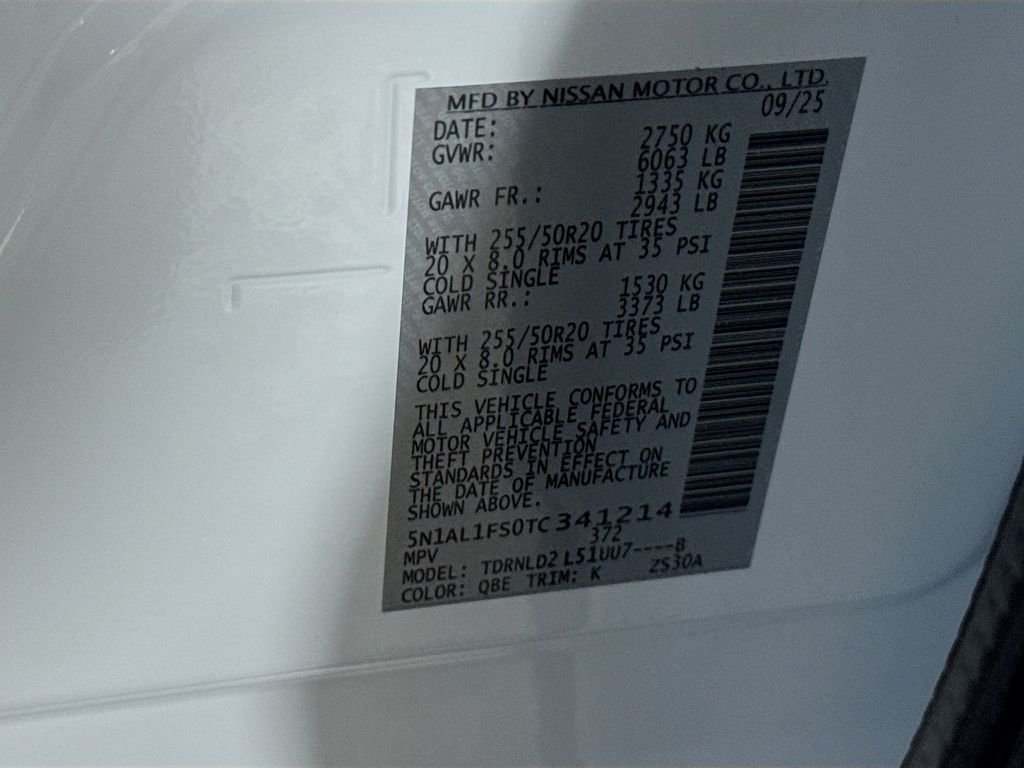 MFD BY NISSAN MOTOR CO., LTD.
DATE: 09/25
GVWR: 2750 KG
6063 LB
GAWR FR.: 1335 KG
2943 LB
WITH 255/50R20 TIRES
20 X 8.0 RIMS AT 35 PSI
COLD SINGLE
GAWR RR.: 1530 KG
3373 LB
WITH 255/50R20 TIRES
20 X 8.0 RIMS AT 35 PSI
COLD SINGLE
THIS VEHICLE CONFORMS TO
ALL APPLICABLE FEDERAL
MOTOR VEHICLE SAFETY AND
THEFT PREVENTION
STANDARDS IN EFFECT ON
THE DATE OF MANUFACTURE
SHOWN ABOVE.
5N1AL1FS0TC341214
MPV 372
MODEL: TDRNLD2 L51UU7----B
COLOR: QBE TRIM: K ZS30A